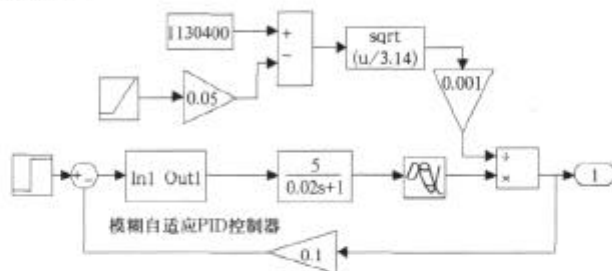 1130400
+
−
sqrt
(u/3.14)
0.05
0.001
+
−
In1 Out1
5
0.02s+1
÷
×
1
模糊自适应PID控制器
0.1